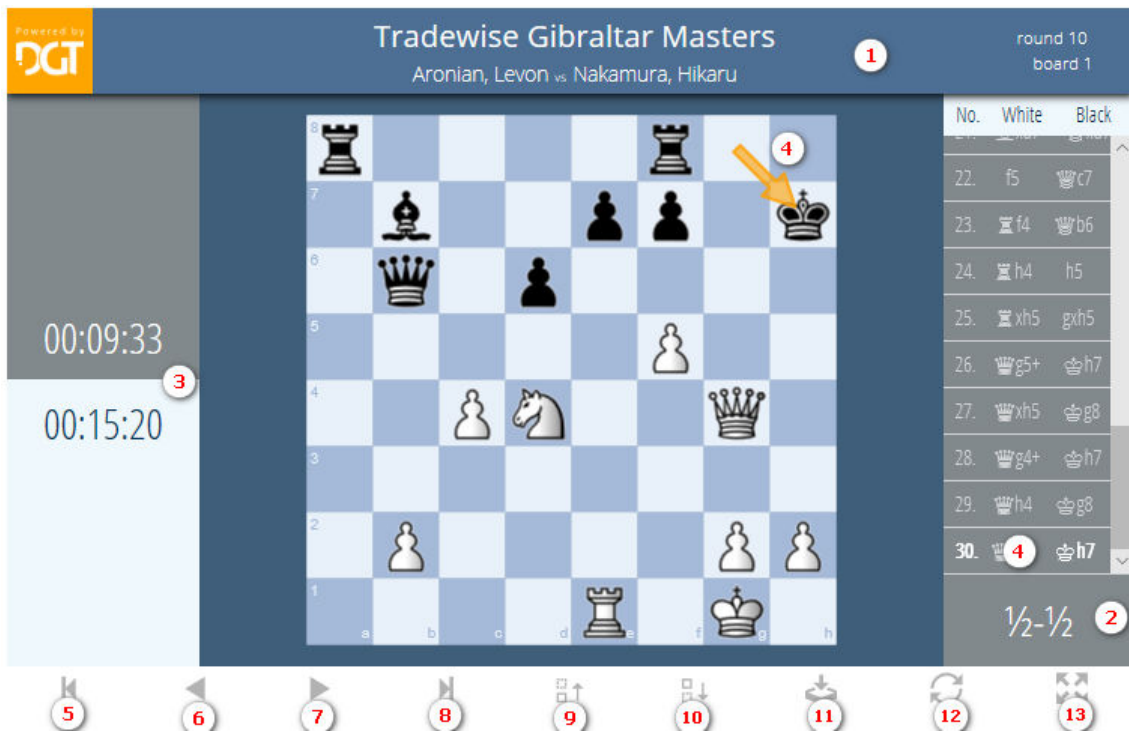 Powered by
DGT
Tradewise Gibraltar Masters
Aronian, Levon vs Nakamura, Hikaru
1
round 10
board 1
00:09:33
3
00:15:20
8
7
6
5
4
3
2
1
a b c d e f g h
4
No. White Black
22. f5 ♛c7
23. ♜f4 ♛b6
24. ♜h4 h5
25. ♜xh5 gxh5
26. ♛g5+ ♚h7
27. ♛xh5 ♚g8
28. ♛g4+ ♚h7
29. ♛h4 ♚g8
30. ♛ 4 ♚h7
½-½ 2
5 6 7 8 9 10 11 12 13